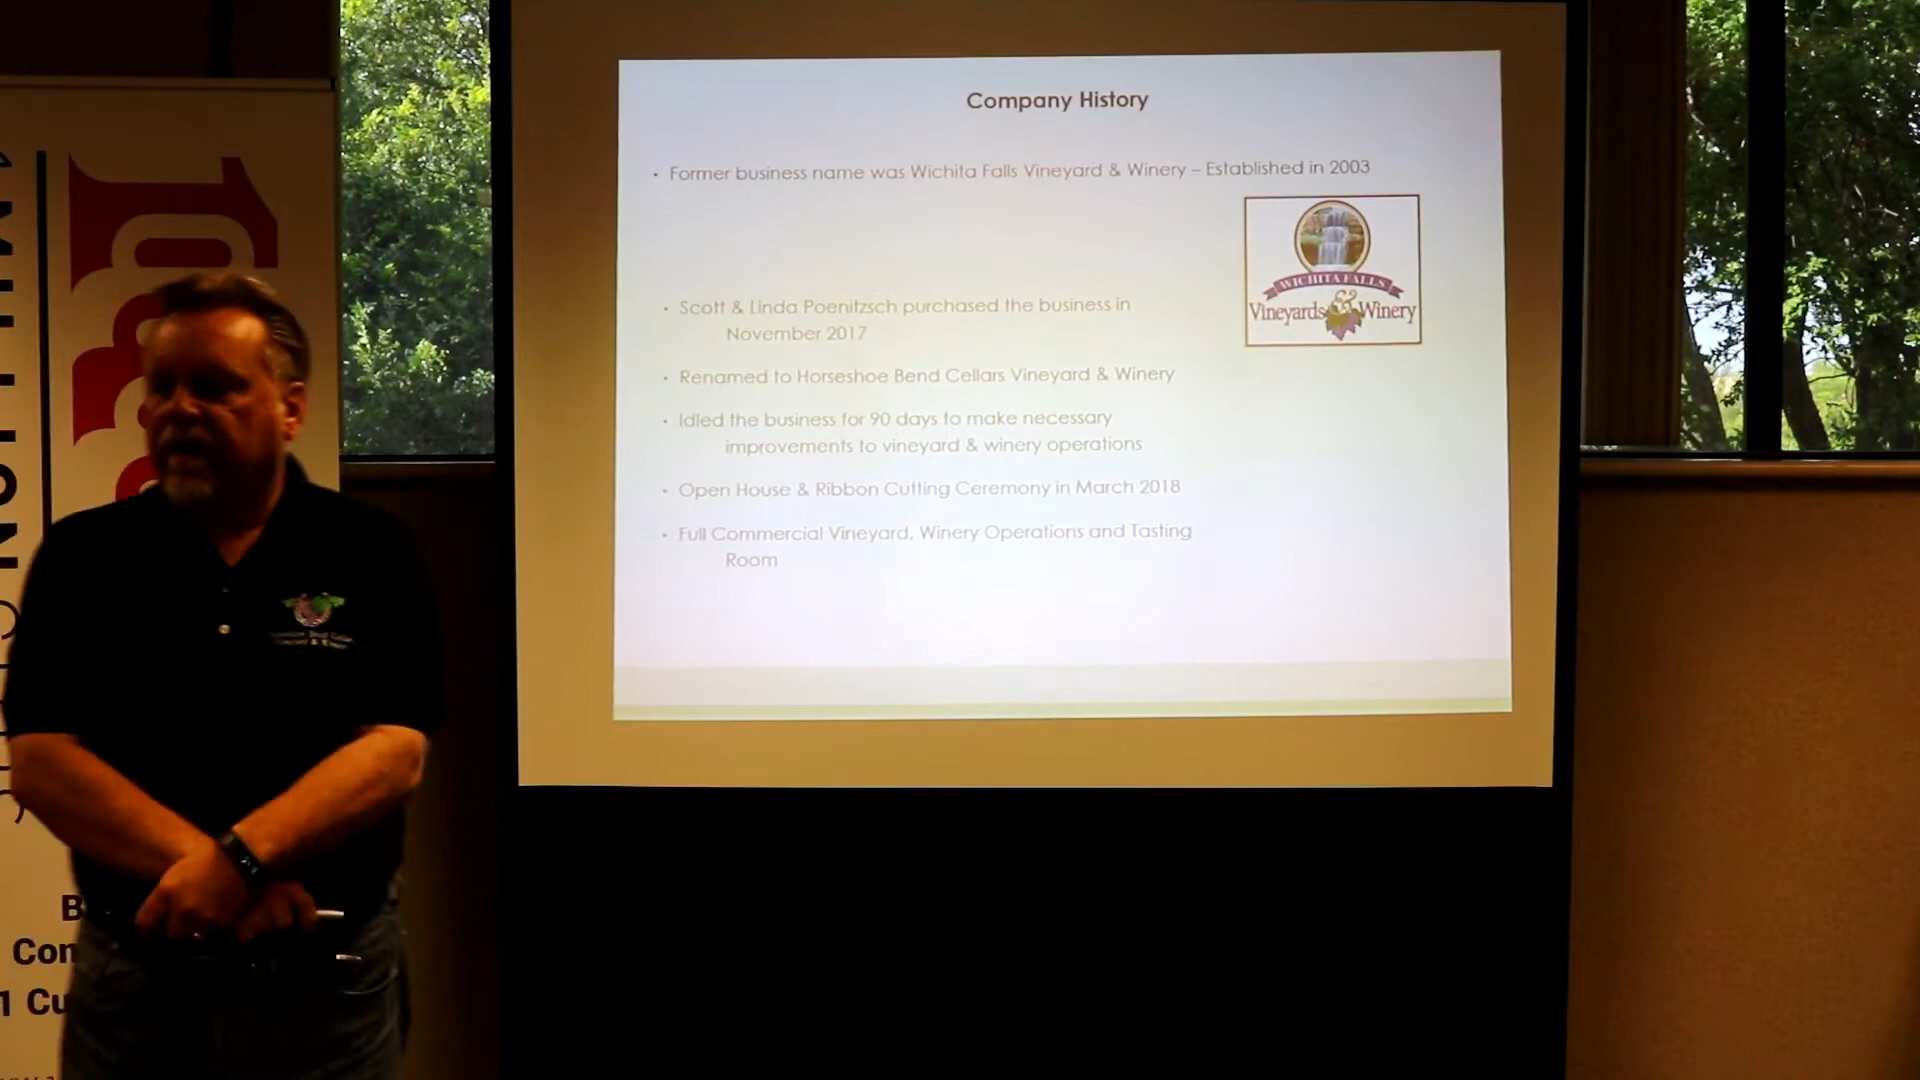 Company History
• Former business name was Wichita Falls Vineyard & Winery – Established in 2003
WICHITA FALLS
Vineyards & Winery
• Scott & Linda Poenitzsch purchased the business in
November 2017
• Renamed to Horseshoe Bend Cellars Vineyard & Winery
• Idled the business for 90 days to make necessary
improvements to vineyard & winery operations
• Open House & Ribbon Cutting Ceremony in March 2018
• Full Commercial Vineyard, Winery Operations and Tasting
Room
1